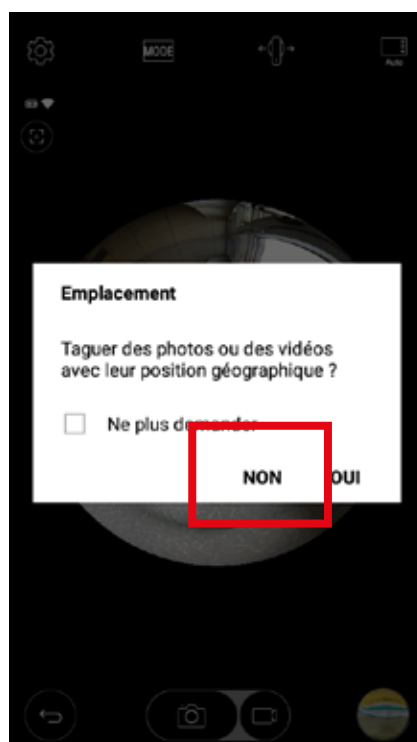 MODE
Auto
Emplacement
Taguer des photos ou des vidéos
avec leur position géographique ?
Ne plus demander
NON OUI